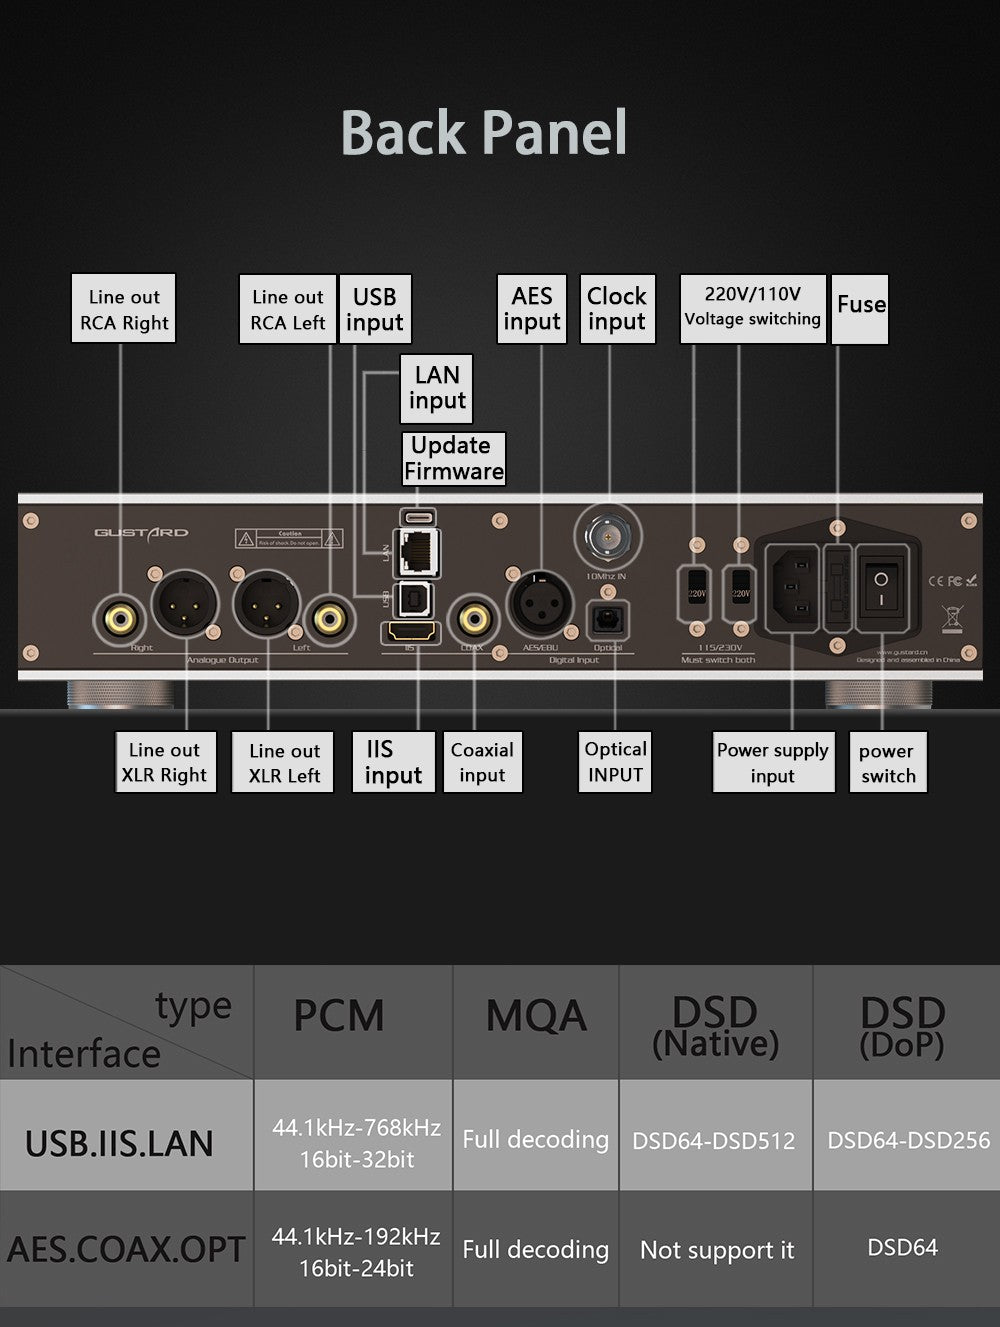 Back Panel
Line out
RCA Right
Line out
RCA Left
USB
input
AES
input
Clock
input
220V/110V
Voltage switching
Fuse
LAN
input
Update
Firmware
GUSTARD
Caution
Risk of shock.Do not open.
LAN
USB
10Mhz IN
220V
220V
Right
Left
Analogue Output
IIS
COAX
AES/EBU
Optical
Digital Input
115/230V
Must switch both
CE FC
www.gustard.cn
Designed and assembled in China
Line out
XLR Right
Line out
XLR Left
IIS
input
Coaxial
input
Optical
INPUT
Power supply
input
power
switch
type
Interface
PCM
MQA
DSD
(Native)
DSD
(DoP)
USB.IIS.LAN
44.1kHz-768kHz
16bit-32bit
Full decoding
DSD64-DSD512
DSD64-DSD256
AES.COAX.OPT
44.1kHz-192kHz
16bit-24bit
Full decoding
Not support it
DSD64